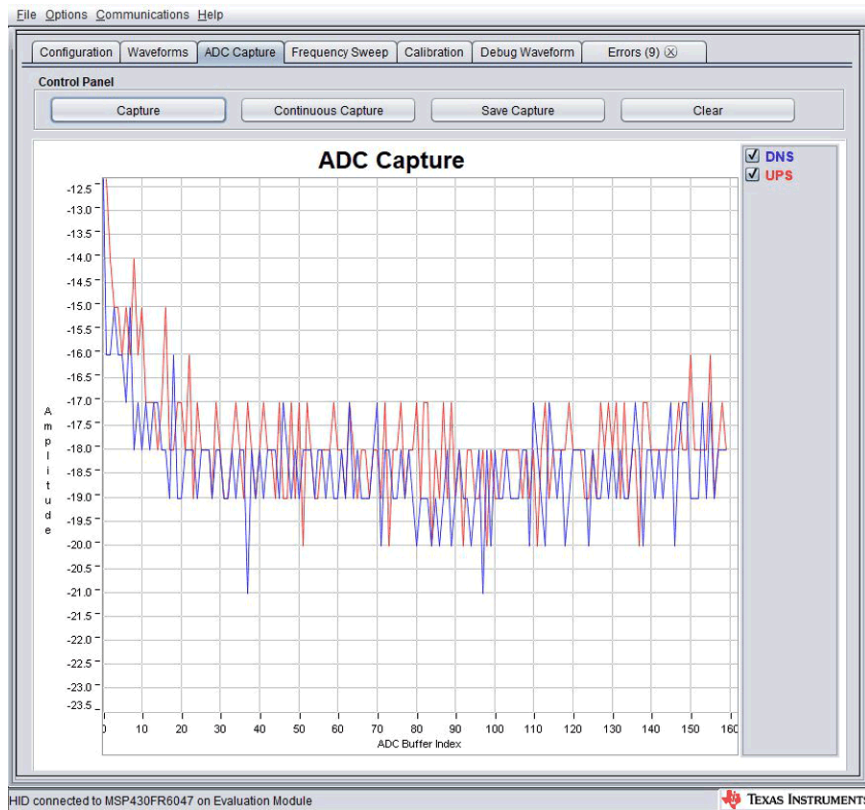 File Options Communications Help
Configuration Waveforms ADC Capture Frequency Sweep Calibration Debug Waveform Errors (9)
Control Panel
Capture Continuous Capture Save Capture Clear
ADC Capture
DNS
UPS
-12.5
-13.0
-13.5
-14.0
-14.5
-15.0
-15.5
-16.0
-16.5
-17.0
-17.5
-18.0
-18.5
-19.0
-19.5
-20.0
-20.5
-21.0
-21.5
-22.0
-22.5
-23.0
-23.5
Amplitude
0 10 20 30 40 50 60 70 80 90 100 110 120 130 140 150 160
ADC Buffer Index
HID connected to MSP430FR6047 on Evaluation Module
TEXAS INSTRUMENTS